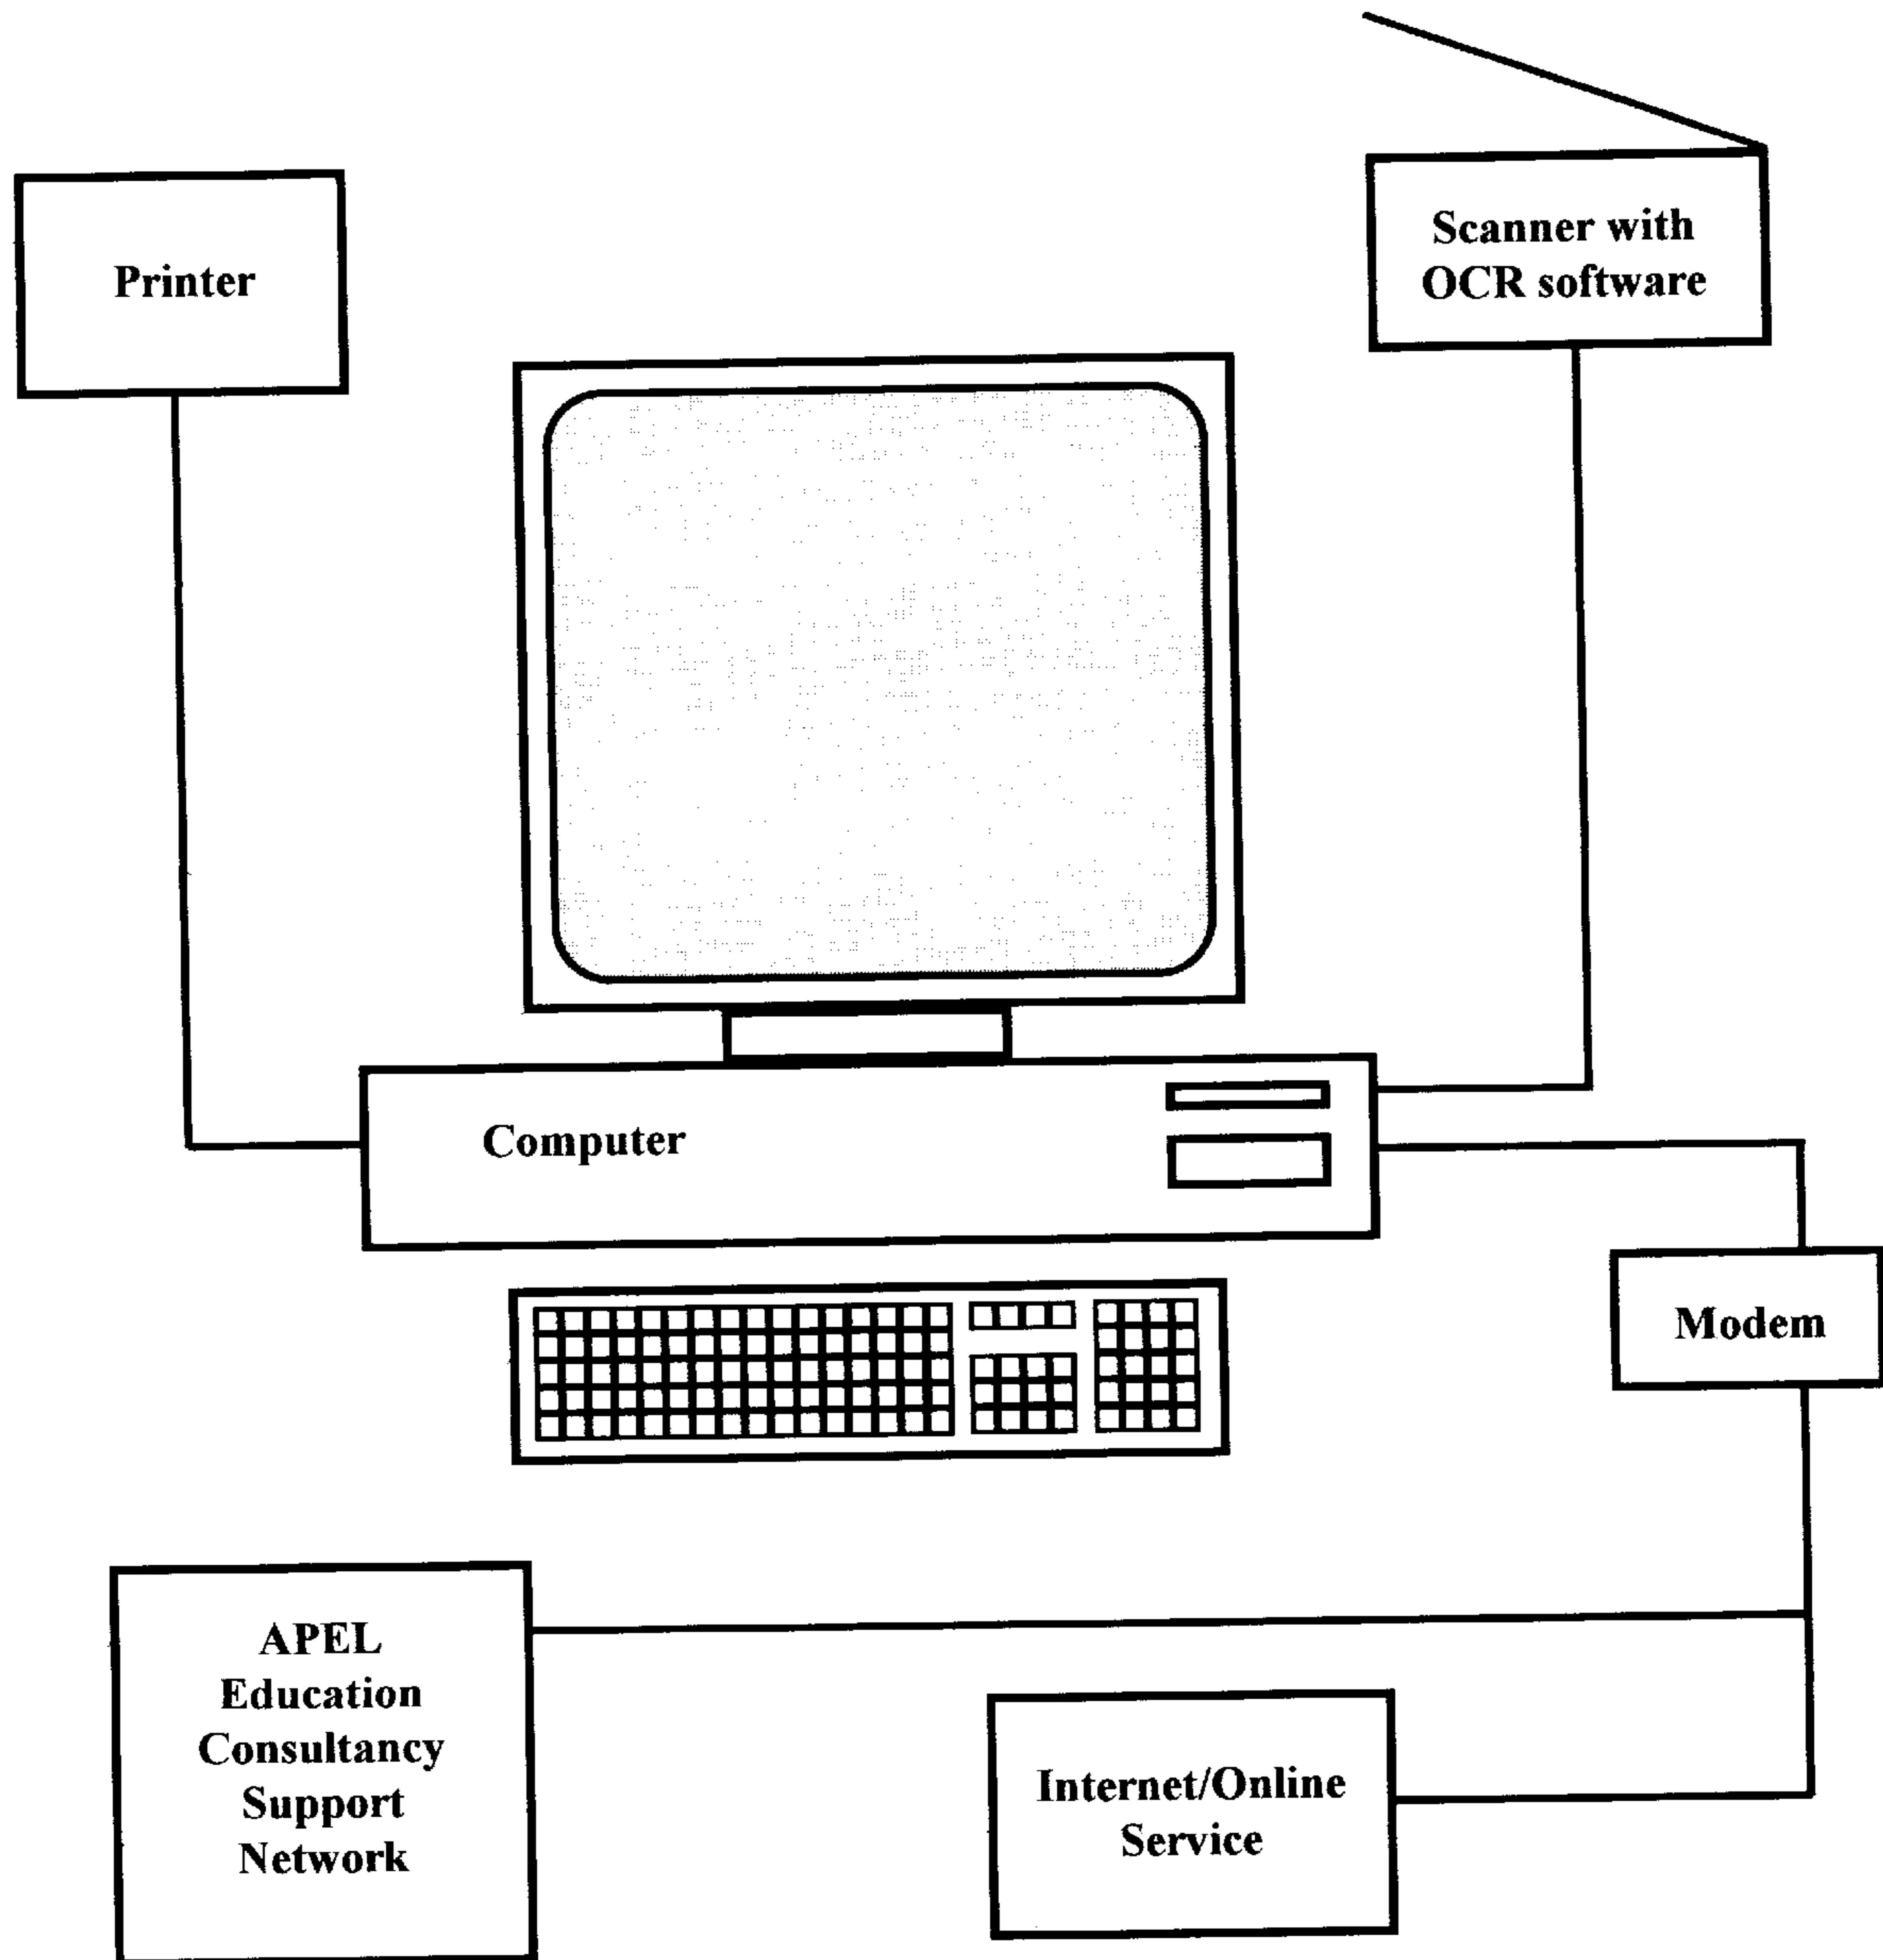 Printer
Scanner with
OCR software
Computer
Modem
APEL
Education
Consultancy
Support
Network
Internet/Online
Service